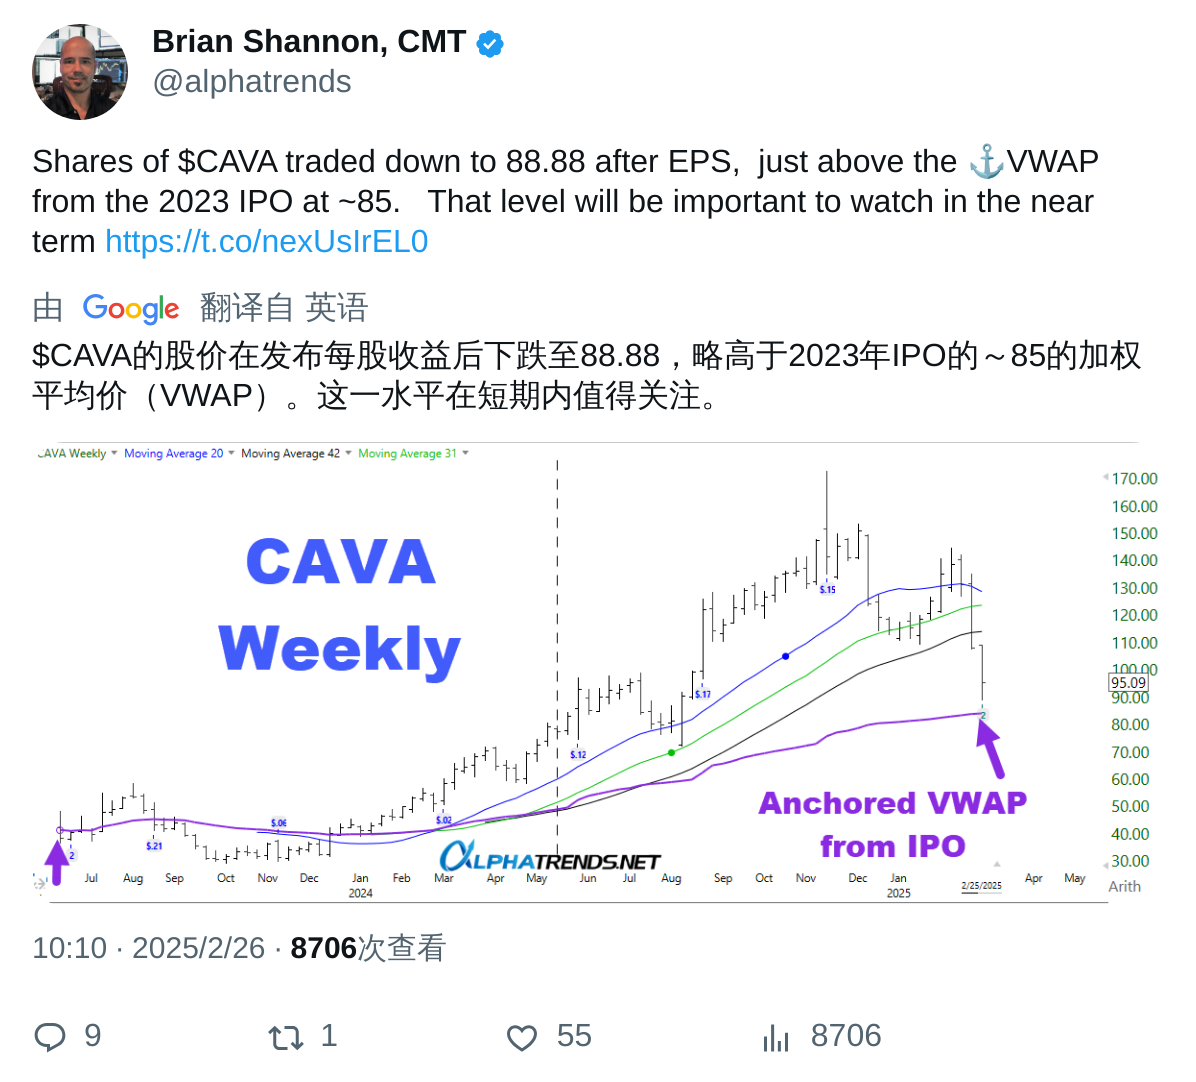 Brian Shannon, CMT
@alphatrends
Shares of $CAVA traded down to 88.88 after EPS,  just above the ⚓VWAP
from the 2023 IPO at ~85.   That level will be important to watch in the near
term https://t.co/nexUsIrEL0
由 Google 翻译自 英语
$CAVA的股价在发布每股收益后下跌至88.88，略高于2023年IPO的～85的加权
平均价（VWAP）。这一水平在短期内值得关注。
CAVA Weekly Moving Average 20 Moving Average 42 Moving Average 31
170.00
160.00
150.00
140.00
130.00
120.00
110.00
100.00
95.09
90.00
80.00
70.00
60.00
50.00
40.00
30.00
CAVA
Weekly
$.15
$.17
$.12
$.06
$.02
$.21
2
2
Anchored VWAP
from IPO
ALPHATRENDS.NET
Jul Aug Sep Oct Nov Dec Jan Feb Mar Apr May Jun Jul Aug Sep Oct Nov Dec Jan 2/25/2025 Apr May
2024 2025
Arith
10:10 · 2025/2/26 · 8706次查看
9 1 55 8706